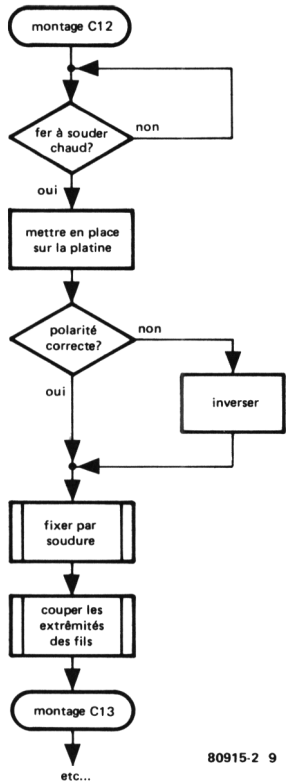 montage C12
fer à souder
chaud?
non
oui
mettre en place
sur la platine
polarité
correcte?
non
oui
inverser
fixer par
soudure
couper les
extrêmités
des fils
montage C13
80915-2 9
etc...